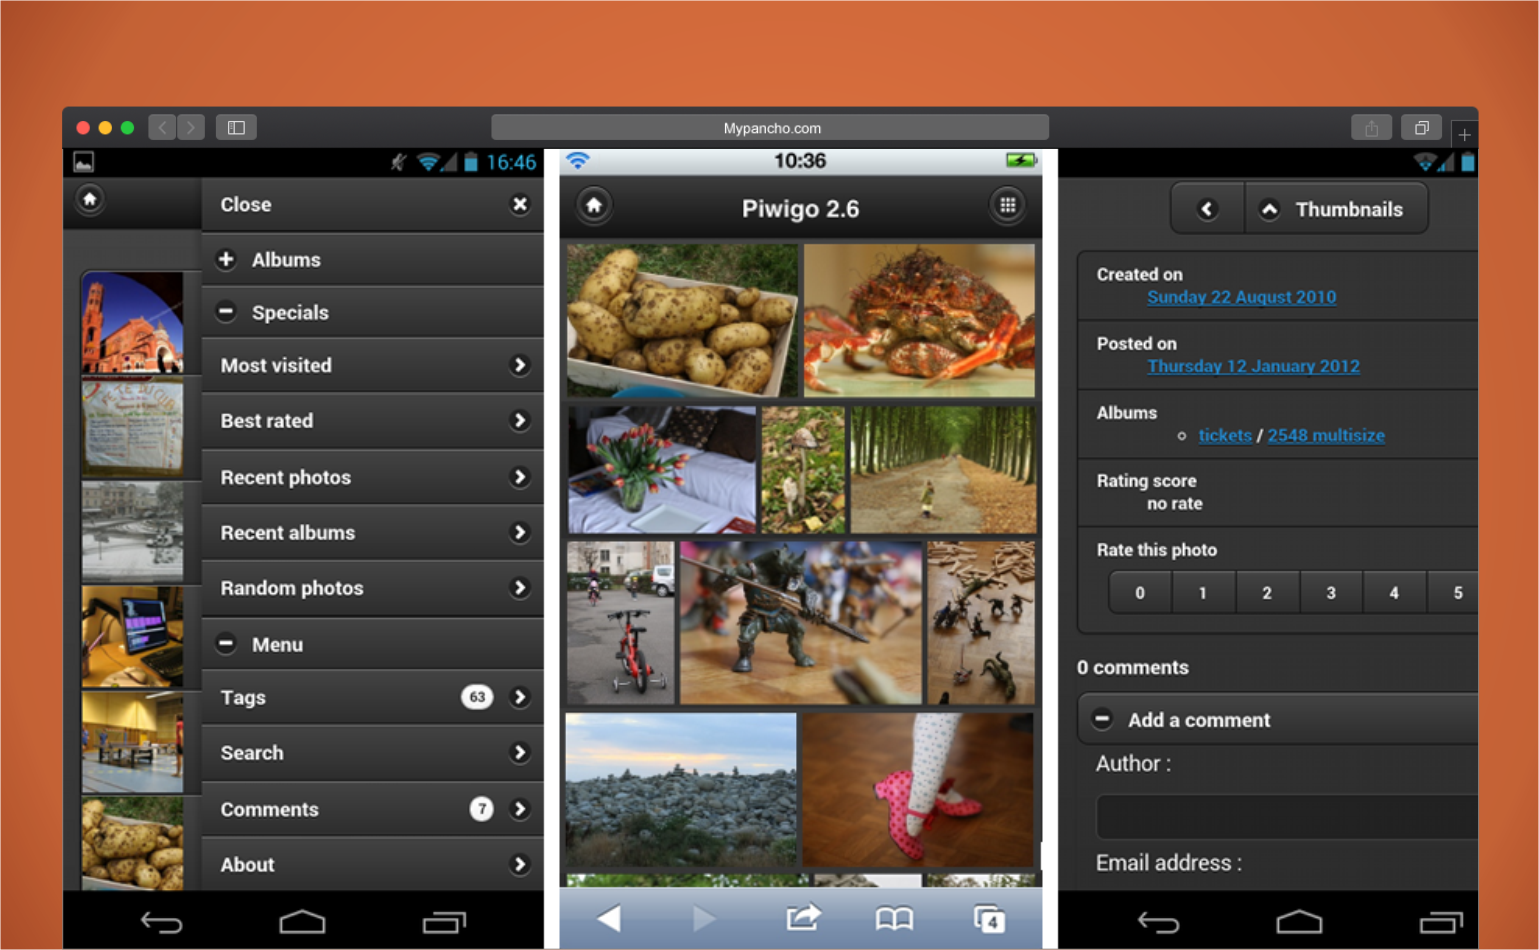 Mypancho.com
16:46
Close
Albums
Specials
Most visited
Best rated
Recent photos
Recent albums
Random photos
Menu
Tags 63
Search
Comments 7
About
10:36
Piwigo 2.6
4
Thumbnails
Created on
Sunday 22 August 2010
Posted on
Thursday 12 January 2012
Albums
tickets / 2548 multisize
Rating score
no rate
Rate this photo
0 1 2 3 4 5
0 comments
Add a comment
Author :
Email address :